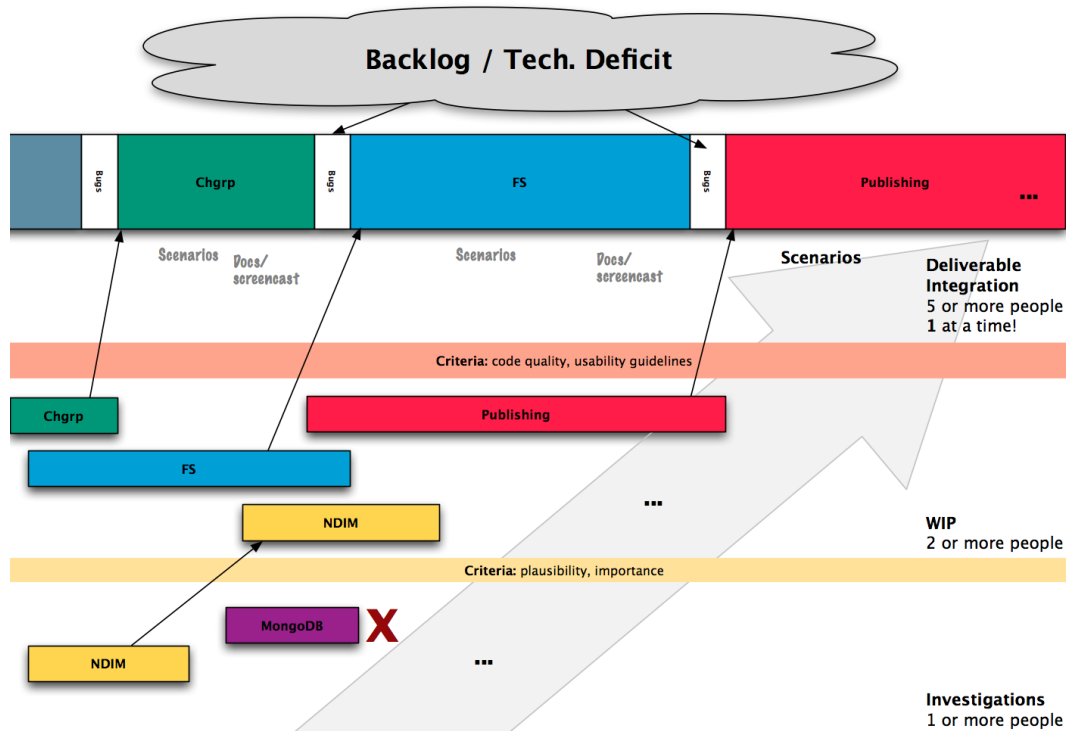 Backlog / Tech. Deficit
Bugs
Chgrp
Bugs
FS
Bugs
Publishing
...
Scenarios
Docs/
screencast
Scenarios
Docs/
screencast
Scenarios
Deliverable
Integration
5 or more people
1 at a time!
Criteria: code quality, usability guidelines
Chgrp
Publishing
FS
...
NDIM
WIP
2 or more people
Criteria: plausibility, importance
MongoDB
X
NDIM
...
Investigations
1 or more people